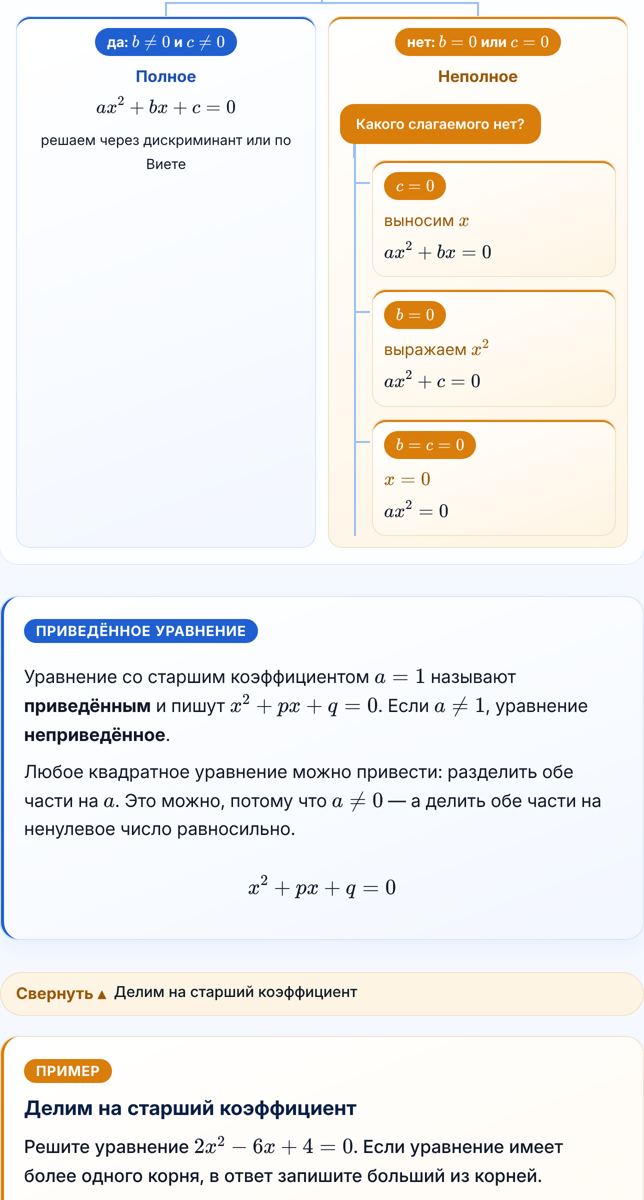 да: b ≠ 0 и c ≠ 0
Полное
ax² + bx + c = 0
решаем через дискриминант или по
Виете
нет: b = 0 или c = 0
Неполное
Какого слагаемого нет?
c = 0
выносим x
ax² + bx = 0
b = 0
выражаем x²
ax² + c = 0
b = c = 0
x = 0
ax² = 0
ПРИВЕДЁННОЕ УРАВНЕНИЕ
Уравнение со старшим коэффициентом a = 1 называют
приведённым и пишут x² + px + q = 0. Если a ≠ 1, уравнение
неприведённое.
Любое квадратное уравнение можно привести: разделить обе
части на a. Это можно, потому что a ≠ 0 — а делить обе части на
ненулевое число равносильно.
x² + px + q = 0
Свернуть ▲ Делим на старший коэффициент
ПРИМЕР
Делим на старший коэффициент
Решите уравнение 2x² − 6x + 4 = 0. Если уравнение имеет
более одного корня, в ответ запишите больший из корней.